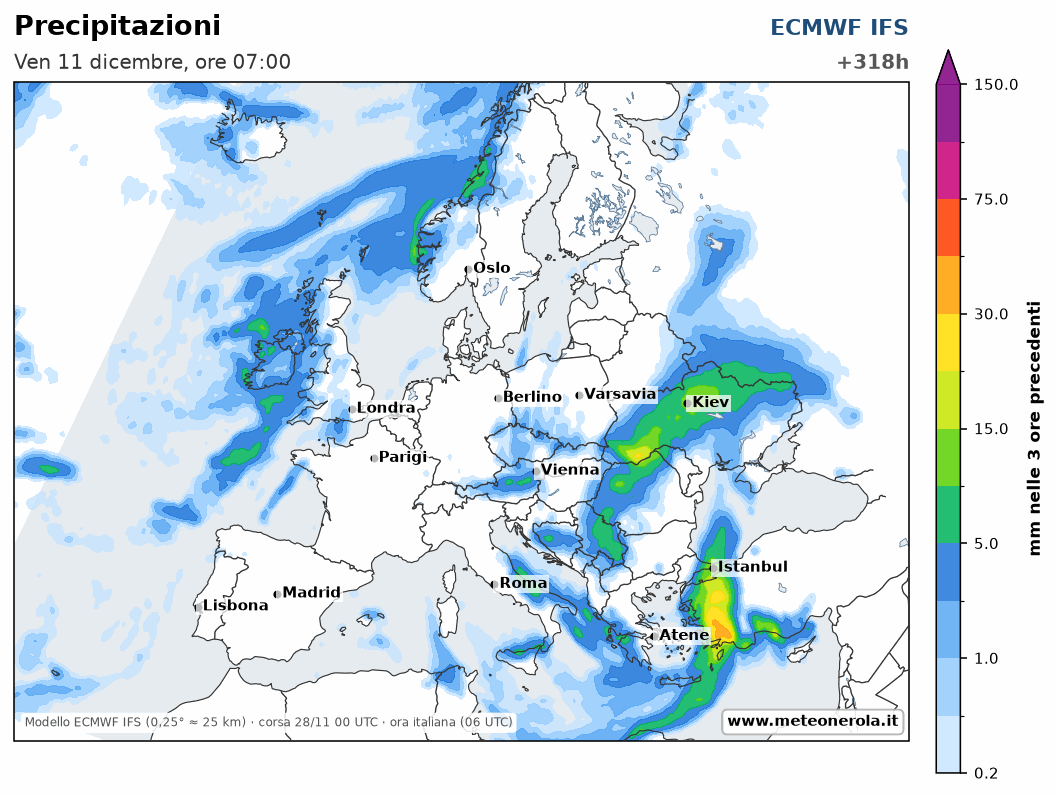 Precipitazioni
ECMWF IFS
Ven 11 dicembre, ore 07:00
+318h
150.0
75.0
30.0
15.0
5.0
1.0
0.2
mm nelle 3 ore precedenti
Oslo
Berlino
Varsavia
Kiev
Londra
Parigi
Vienna
Istanbul
Roma
Madrid
Lisbona
Atene
Modello ECMWF IFS (0,25° ≈ 25 km) · corsa 28/11 00 UTC · ora italiana (06 UTC)
www.meteonerola.it